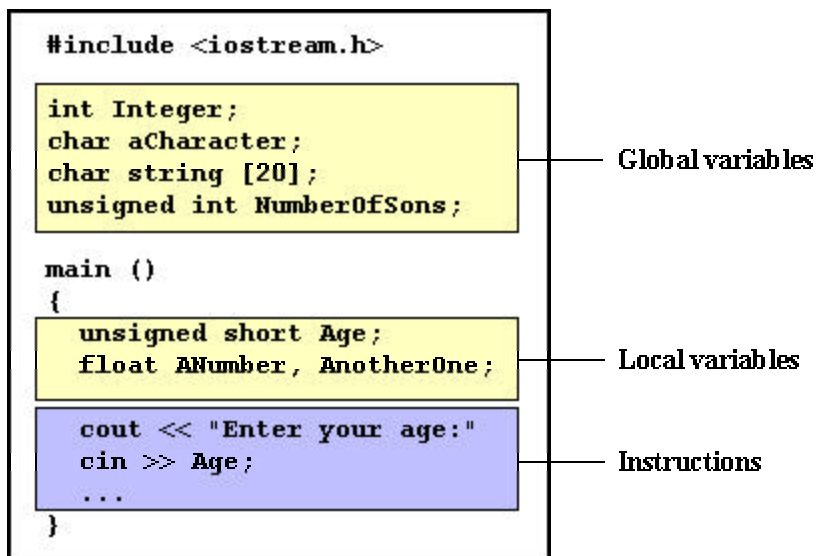 #include <iostream.h>
int Integer;
char aCharacter;
char string [20];
unsigned int NumberOfSons;
Global variables
main ()
{
unsigned short Age;
float ANumber, AnotherOne;
Local variables
cout << "Enter your age:"
cin >> Age;
...
Instructions
}